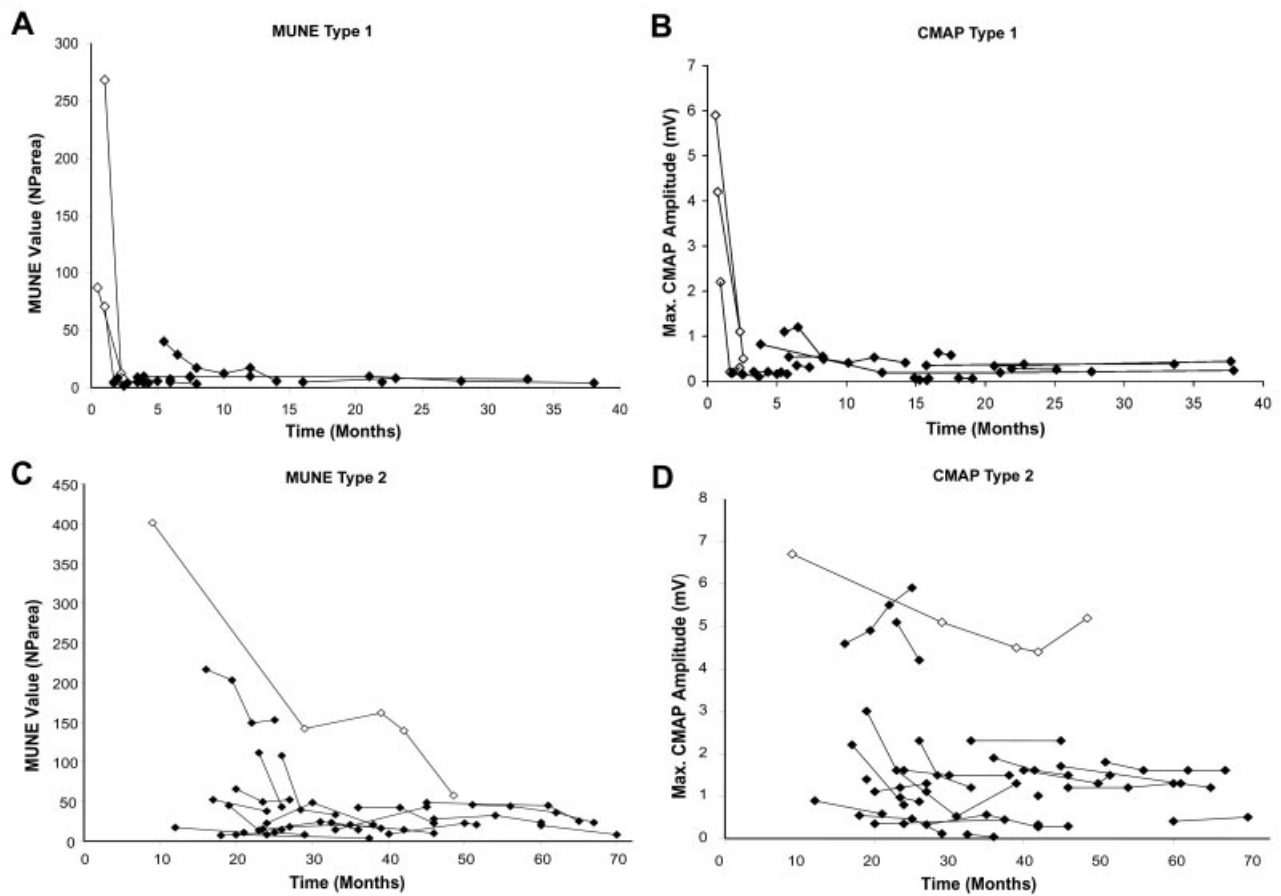 A
MUNE Type 1
300
250
200
150
100
50
0
MUNE Value (NParea)
0 5 10 15 20 25 30 35 40
Time (Months)
B
CMAP Type 1
7
6
5
4
3
2
1
0
Max. CMAP Amplitude (mV)
0 5 10 15 20 25 30 35 40
Time (Months)
C
MUNE Type 2
450
400
350
300
250
200
150
100
50
0
MUNE Value (NParea)
0 10 20 30 40 50 60 70
Time (Months)
D
CMAP Type 2
8
7
6
5
4
3
2
1
0
Max. CMAP Amplitude (mV)
0 10 20 30 40 50 60 70
Time (Months)